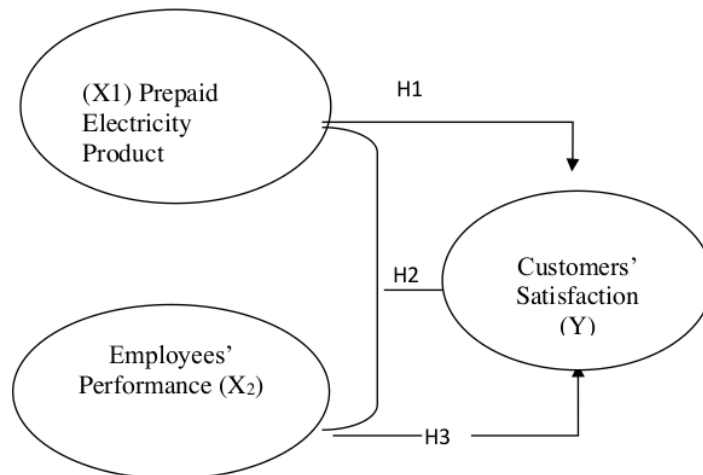 (X1) Prepaid
Electricity
Product
H1
H2
Customers’
Satisfaction
(Y)
Employees’
Performance (X₂)
H3